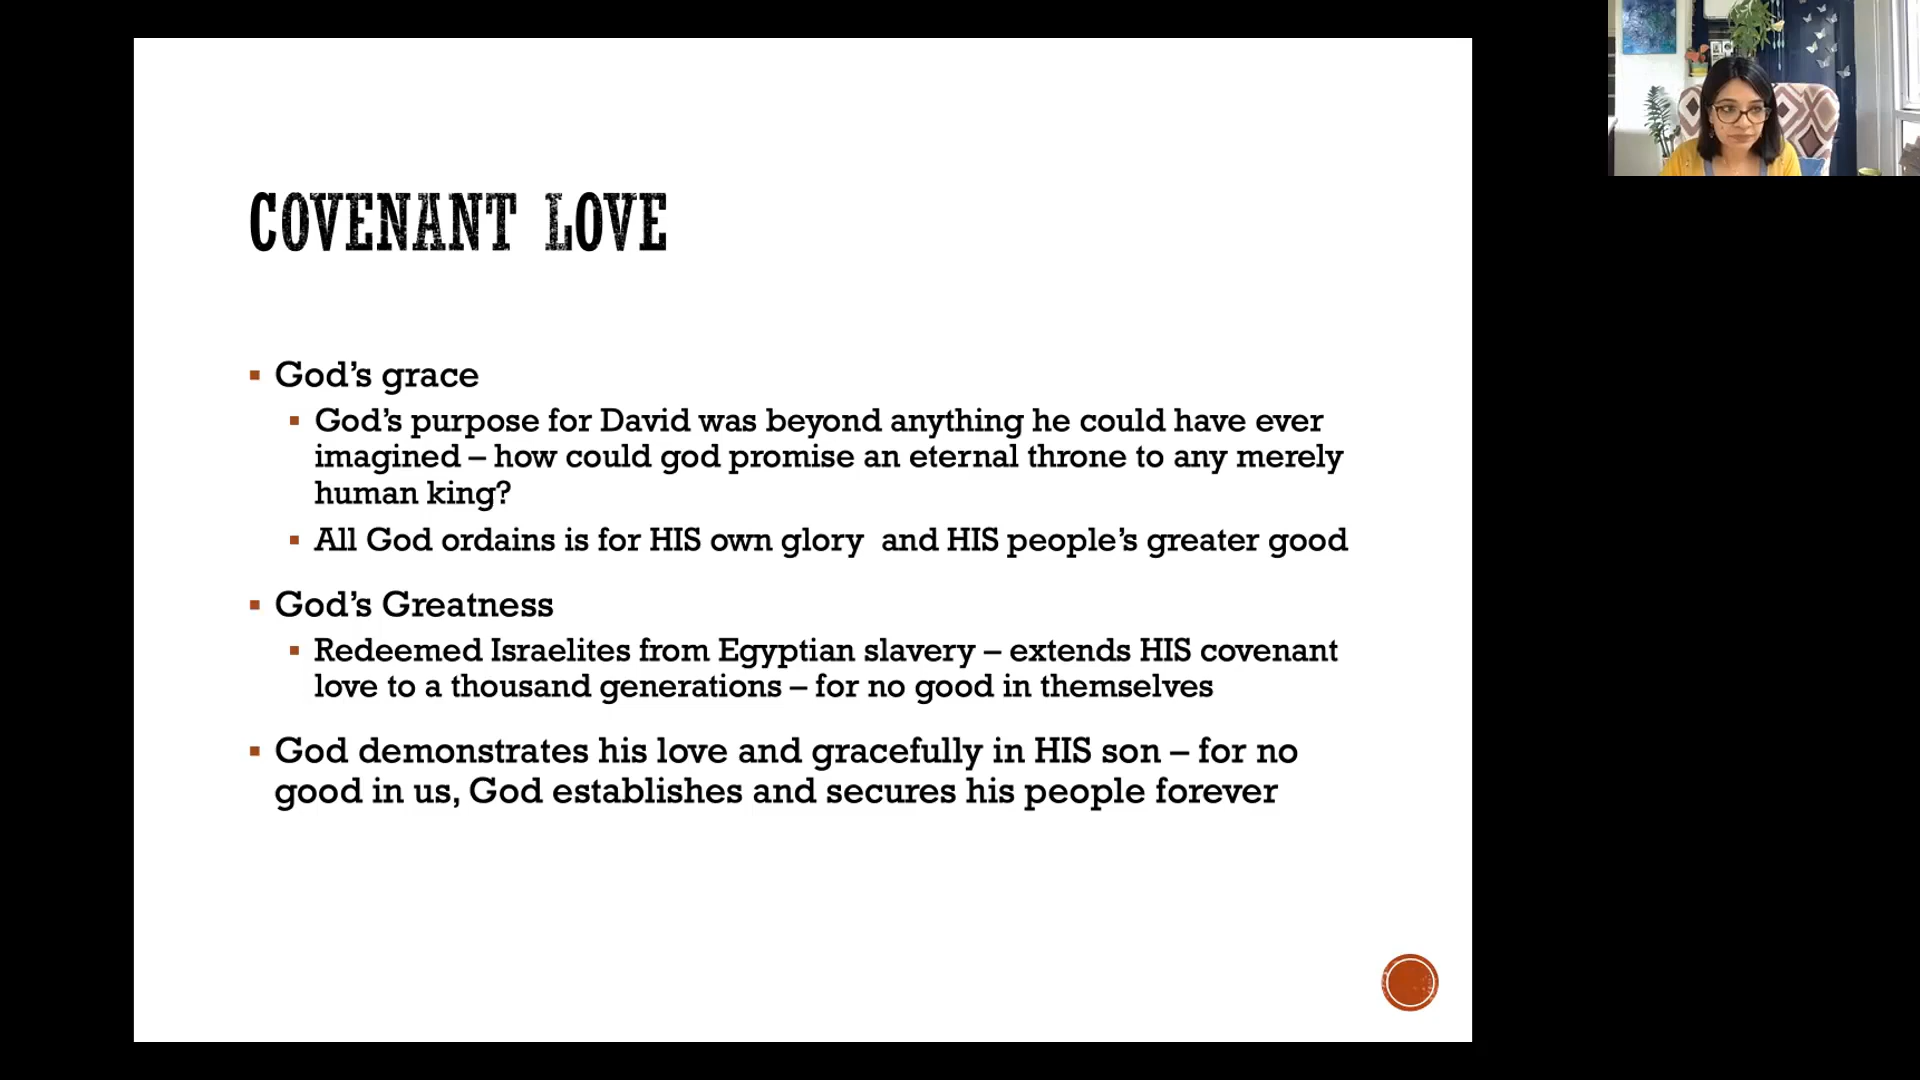 COVENANT LOVE
God’s grace
God’s purpose for David was beyond anything he could have ever
imagined – how could god promise an eternal throne to any merely
human king?
All God ordains is for HIS own glory  and HIS people’s greater good
God’s Greatness
Redeemed Israelites from Egyptian slavery – extends HIS covenant
love to a thousand generations – for no good in themselves
God demonstrates his love and gracefully in HIS son – for no
good in us, God establishes and secures his people forever